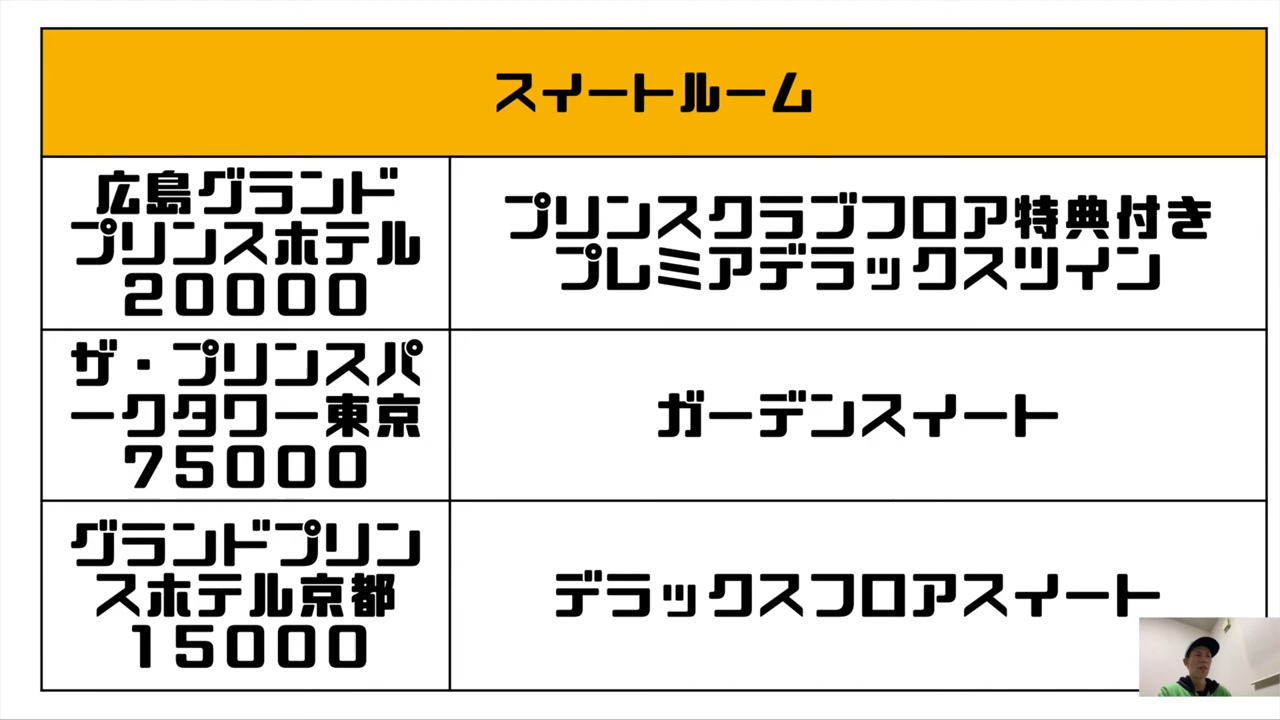 スイートルーム
広島グランド
プリンスホテル
20000
プリンスクラブフロア特典付き
プレミアデラックスツイン
ザ・プリンスパ
ークタワー東京
75000
ガーデンスイート
グランドプリン
スホテル京都
15000
デラックスフロアスイート